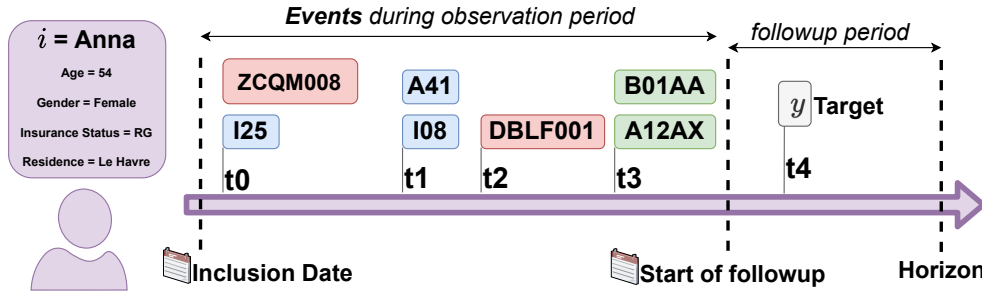 i = Anna
Age = 54
Gender = Female
Insurance Status = RG
Residence = Le Havre
Events during observation period
followup period
ZCQM008
A41
B01AA
I25
I08
DBLF001
A12AX
y Target
t0
t1
t2
t3
t4
Inclusion Date
Start of followup
Horizon